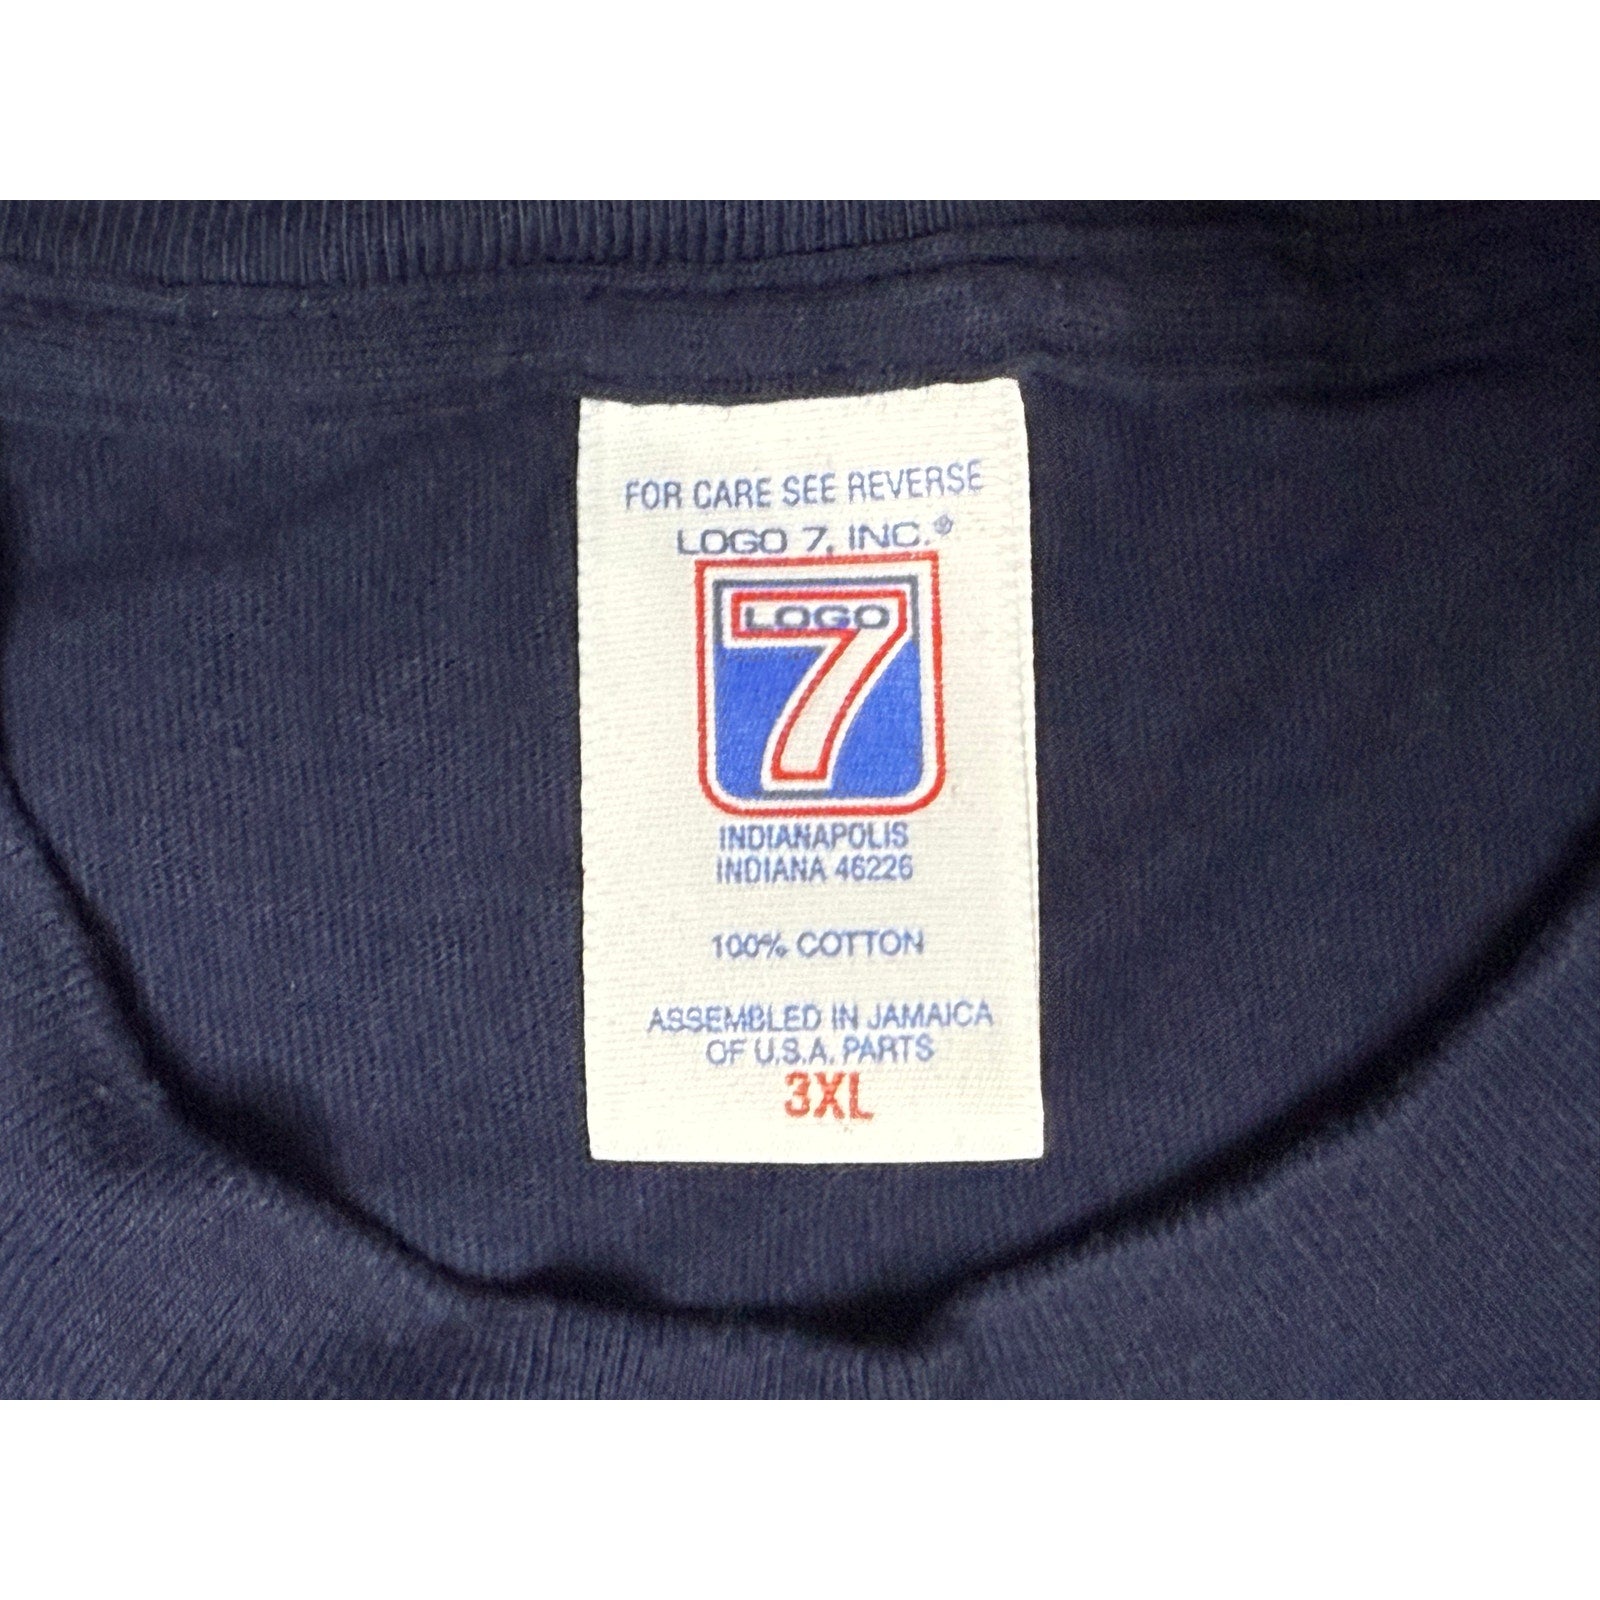 FOR CARE SEE REVERSE
LOGO 7, INC.®
LOGO
7
INDIANAPOLIS
INDIANA 46226
100% COTTON
ASSEMBLED IN JAMAICA
OF U.S.A. PARTS
3XL